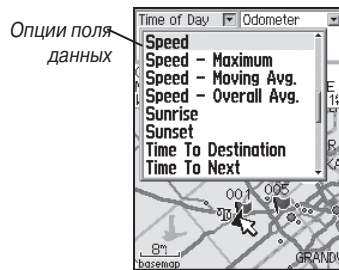 Опции поля
данных
Time of Day
Odometer
Speed
Speed - Maximum
Speed - Moving Avg.
Speed - Overall Avg.
Sunrise
Sunset
Time To Destination
Time To Next
001
005
8m
basemap